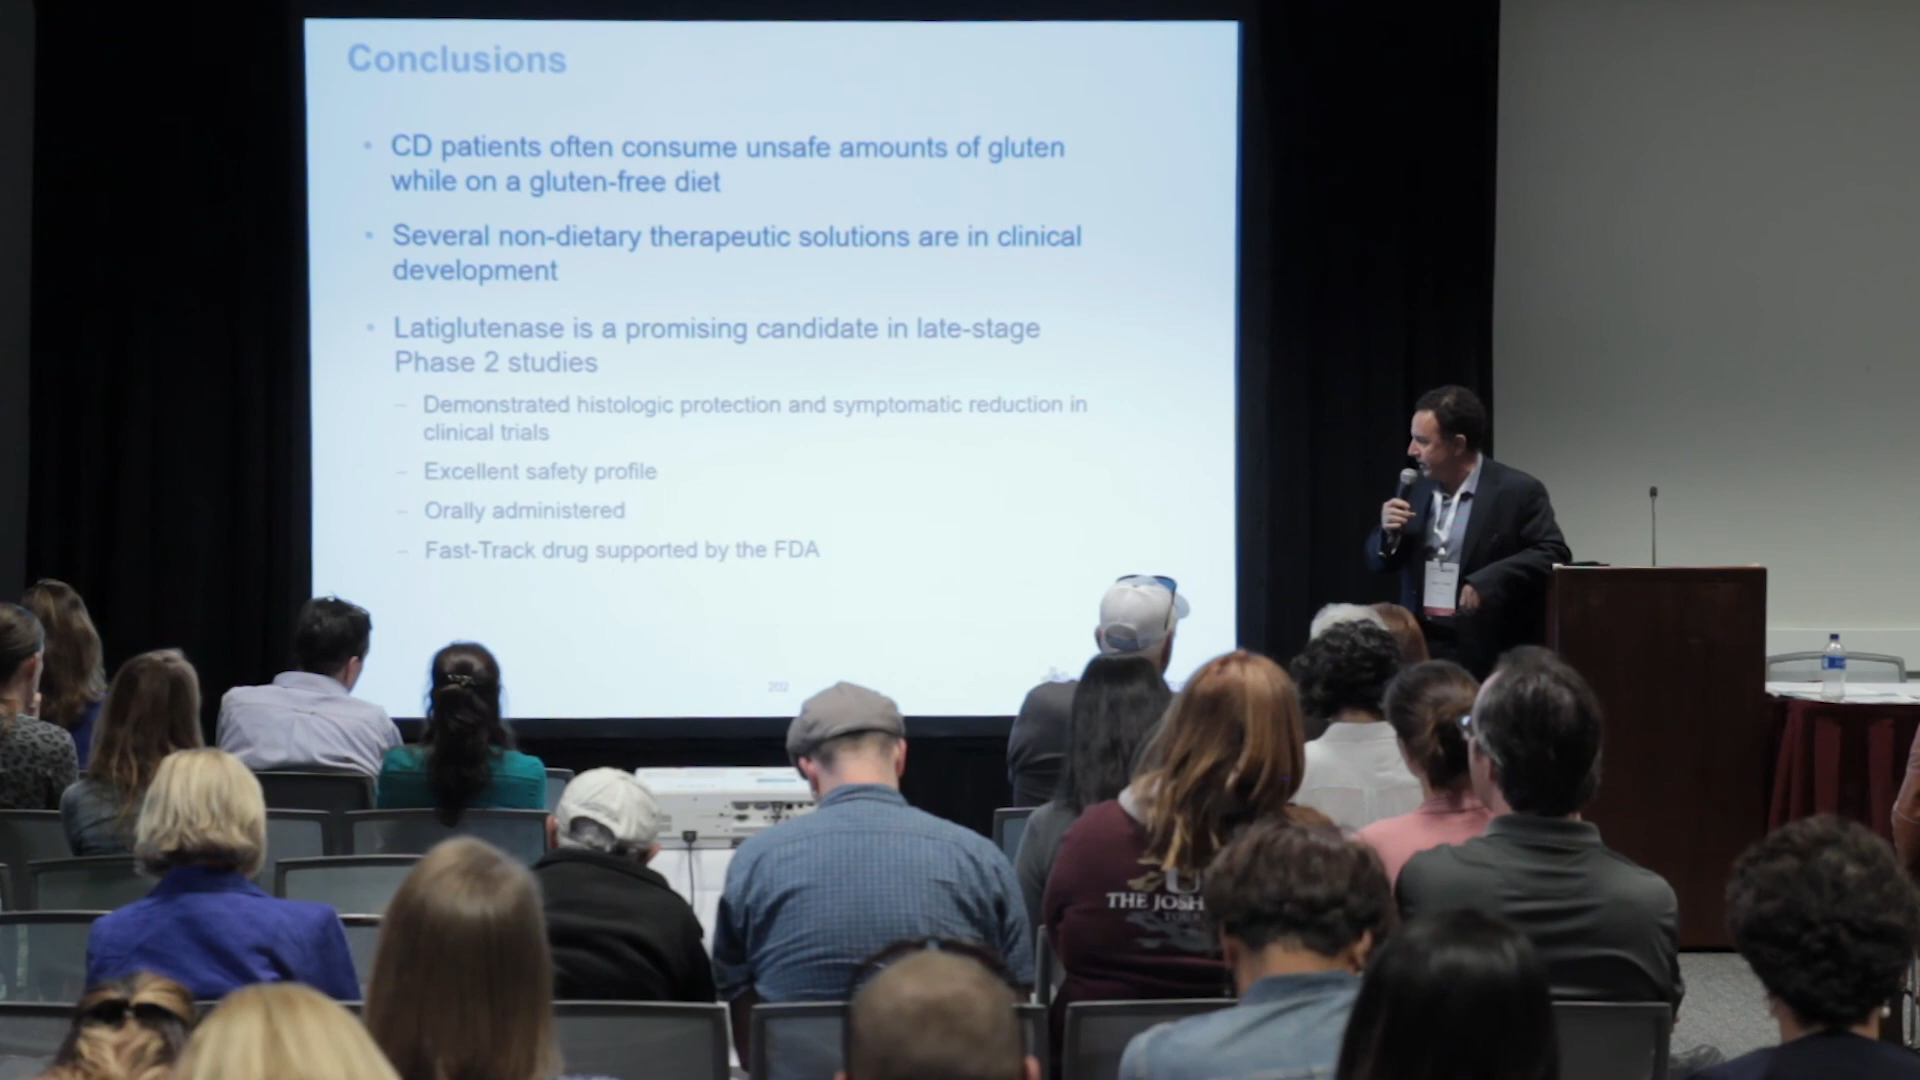 Conclusions
• CD patients often consume unsafe amounts of gluten
while on a gluten-free diet
• Several non-dietary therapeutic solutions are in clinical
development
• Latiglutenase is a promising candidate in late-stage
Phase 2 studies
– Demonstrated histologic protection and symptomatic reduction in
clinical trials
– Excellent safety profile
– Orally administered
– Fast-Track drug supported by the FDA
202
U
THE JOSH
TOUR